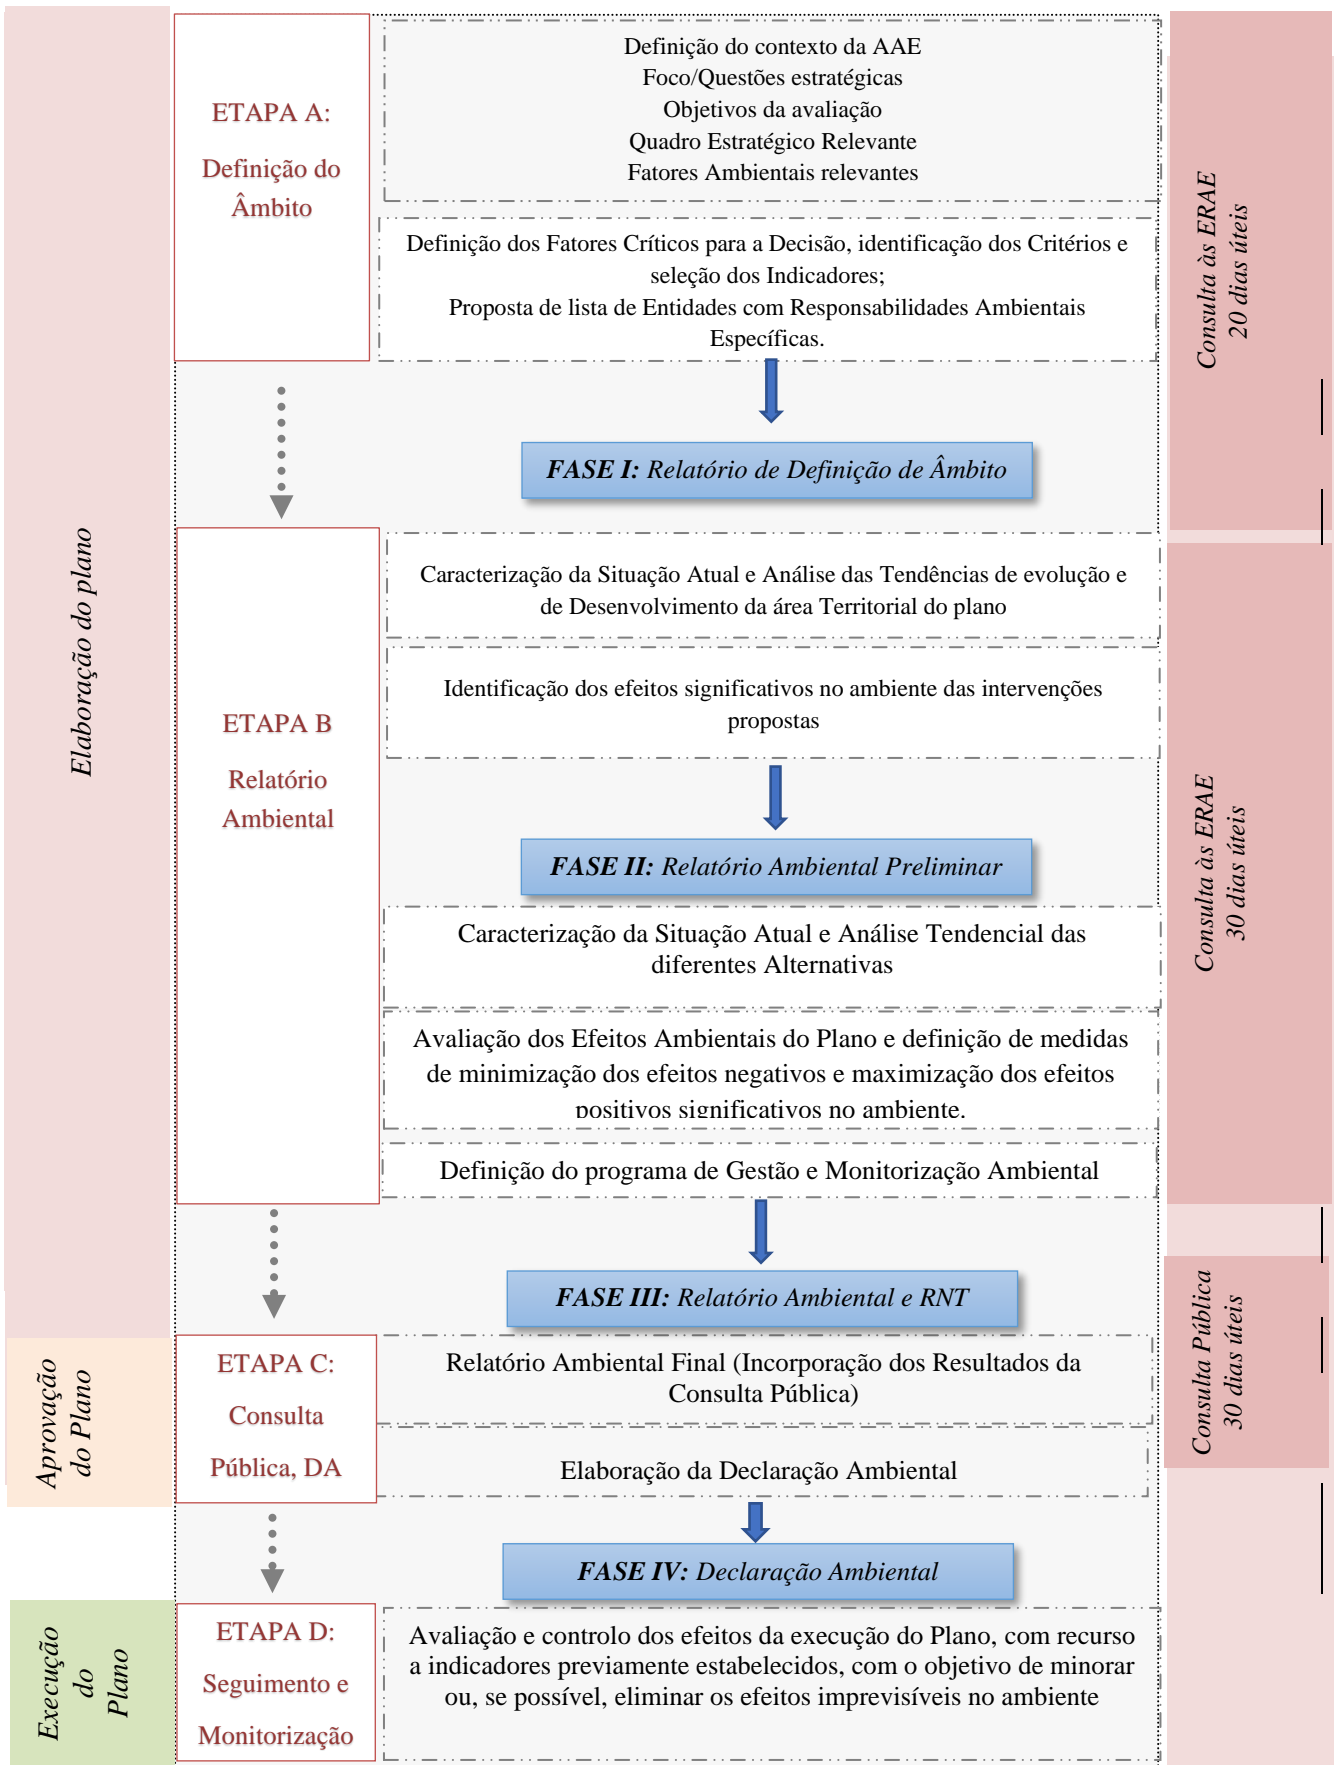 ETAPA A:
Definição do
Âmbito
Definição do contexto da AAE
Foco/Questões estratégicas
Objetivos da avaliação
Quadro Estratégico Relevante
Fatores Ambientais relevantes
Definição dos Fatores Críticos para a Decisão, identificação dos Critérios e
seleção dos Indicadores;
Proposta de lista de Entidades com Responsabilidades Ambientais
Específicas.
Consulta às ERAE
20 dias úteis
FASE I: Relatório de Definição de Âmbito
Elaboração do plano
ETAPA B
Relatório
Ambiental
Caracterização da Situação Atual e Análise das Tendências de evolução e
de Desenvolvimento da área Territorial do plano
Identificação dos efeitos significativos no ambiente das intervenções
propostas
FASE II: Relatório Ambiental Preliminar
Consulta às ERAE
30 dias úteis
Caracterização da Situação Atual e Análise Tendencial das
diferentes Alternativas
Avaliação dos Efeitos Ambientais do Plano e definição de medidas
de minimização dos efeitos negativos e maximização dos efeitos
positivos significativos no ambiente.
Definição do programa de Gestão e Monitorização Ambiental
FASE III: Relatório Ambiental e RNT
Aprovação
do Plano
ETAPA C:
Consulta
Pública, DA
Relatório Ambiental Final (Incorporação dos Resultados da
Consulta Pública)
Elaboração da Declaração Ambiental
Consulta Pública
30 dias úteis
FASE IV: Declaração Ambiental
Execução
do
Plano
ETAPA D:
Seguimento e
Monitorização
Avaliação e controlo dos efeitos da execução do Plano, com recurso
a indicadores previamente estabelecidos, com o objetivo de minorar
ou, se possível, eliminar os efeitos imprevisíveis no ambiente